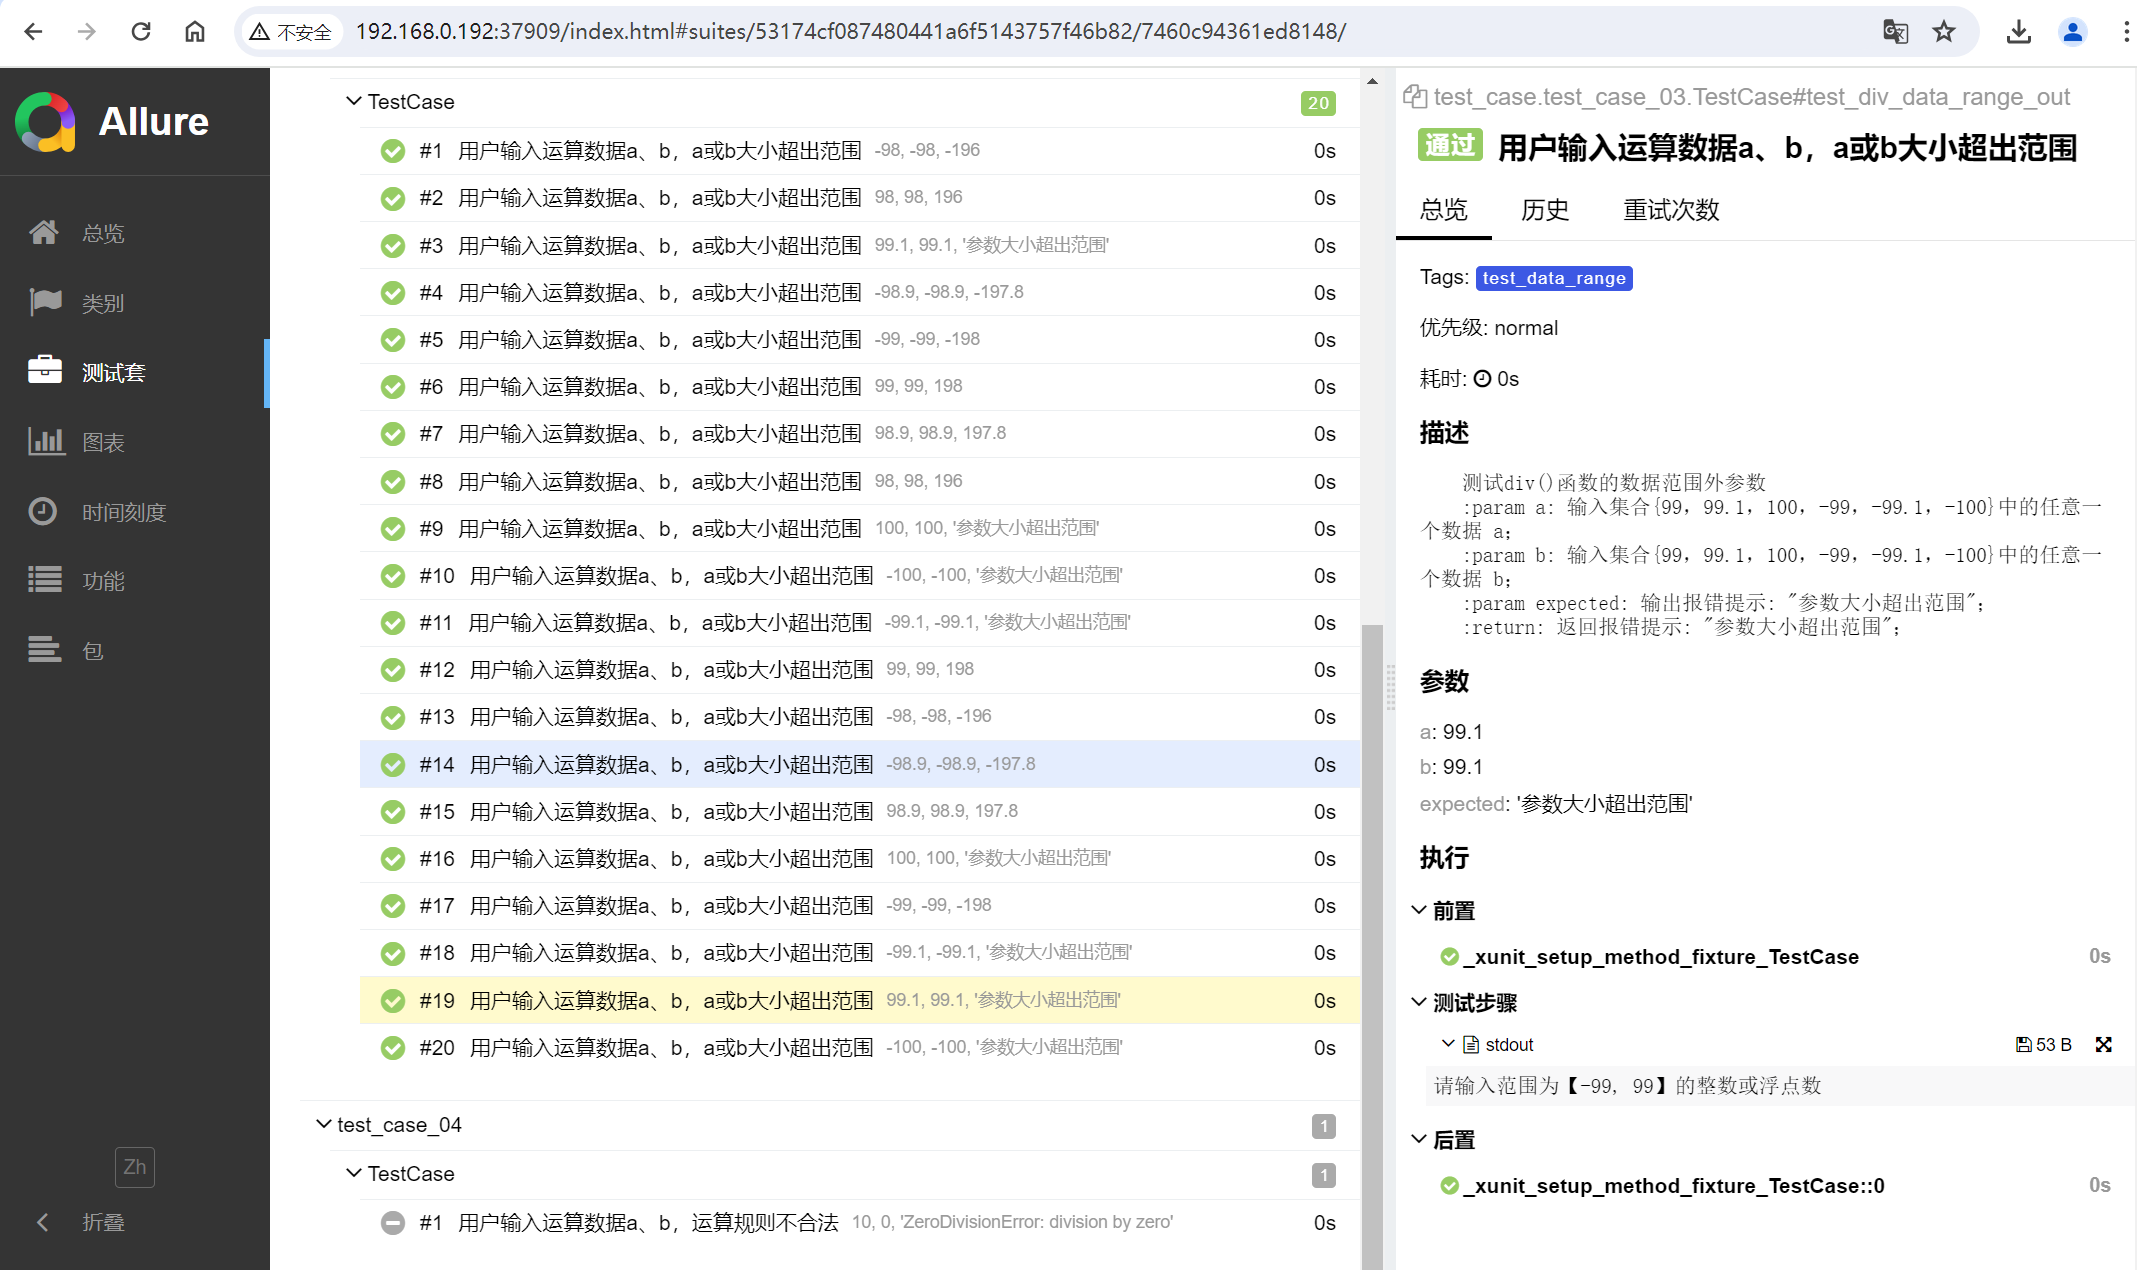 不安全
192.168.0.192:37909/index.html#suites/53174cf087480441a6f5143757f46b82/7460c94361ed8148/
Allure
总览
类别
测试套
图表
时间刻度
功能
包
Zh
折叠
TestCase 20
#1 用户输入运算数据a、b，a或b大小超出范围 -98, -98, -196 0s
#2 用户输入运算数据a、b，a或b大小超出范围 98, 98, 196 0s
#3 用户输入运算数据a、b，a或b大小超出范围 99.1, 99.1, '参数大小超出范围' 0s
#4 用户输入运算数据a、b，a或b大小超出范围 -98.9, -98.9, -197.8 0s
#5 用户输入运算数据a、b，a或b大小超出范围 -99, -99, -198 0s
#6 用户输入运算数据a、b，a或b大小超出范围 99, 99, 198 0s
#7 用户输入运算数据a、b，a或b大小超出范围 98.9, 98.9, 197.8 0s
#8 用户输入运算数据a、b，a或b大小超出范围 98, 98, 196 0s
#9 用户输入运算数据a、b，a或b大小超出范围 100, 100, '参数大小超出范围' 0s
#10 用户输入运算数据a、b，a或b大小超出范围 -100, -100, '参数大小超出范围' 0s
#11 用户输入运算数据a、b，a或b大小超出范围 -99.1, -99.1, '参数大小超出范围' 0s
#12 用户输入运算数据a、b，a或b大小超出范围 99, 99, 198 0s
#13 用户输入运算数据a、b，a或b大小超出范围 -98, -98, -196 0s
#14 用户输入运算数据a、b，a或b大小超出范围 -98.9, -98.9, -197.8 0s
#15 用户输入运算数据a、b，a或b大小超出范围 98.9, 98.9, 197.8 0s
#16 用户输入运算数据a、b，a或b大小超出范围 100, 100, '参数大小超出范围' 0s
#17 用户输入运算数据a、b，a或b大小超出范围 -99, -99, -198 0s
#18 用户输入运算数据a、b，a或b大小超出范围 -99.1, -99.1, '参数大小超出范围' 0s
#19 用户输入运算数据a、b，a或b大小超出范围 99.1, 99.1, '参数大小超出范围' 0s
#20 用户输入运算数据a、b，a或b大小超出范围 -100, -100, '参数大小超出范围' 0s
test_case_04 1
TestCase 1
#1 用户输入运算数据a、b，运算规则不合法 10, 0, 'ZeroDivisionError: division by zero' 0s
test_case.test_case_03.TestCase#test_div_data_range_out
通过 用户输入运算数据a、b，a或b大小超出范围
总览 历史 重试次数
Tags: test_data_range
优先级: normal
耗时: 0s
描述
测试div()函数的数据范围外参数
:param a: 输入集合{99, 99.1, 100, -99, -99.1, -100}中的任意一
个数据 a；
:param b: 输入集合{99, 99.1, 100, -99, -99.1, -100}中的任意一
个数据 b；
:param expected: 输出报错提示："参数大小超出范围"；
:return: 返回报错提示："参数大小超出范围"；
参数
a: 99.1
b: 99.1
expected: '参数大小超出范围'
执行
前置
_xunit_setup_method_fixture_TestCase 0s
测试步骤
stdout 53 B
请输入范围为【-99, 99】的整数或浮点数
后置
_xunit_setup_method_fixture_TestCase::0 0s